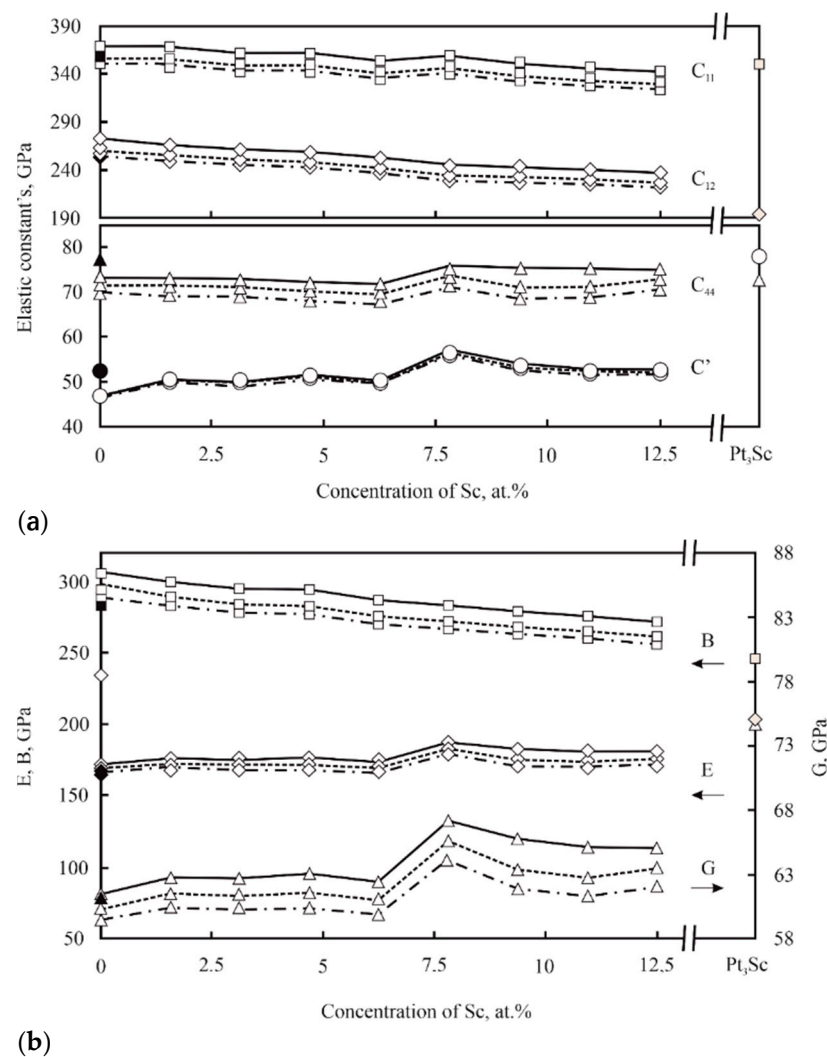 390
340
290
240
190
Elastic constant´s, GPa
C₁₁
C₁₂
80
70
60
50
40
C₄₄
C’
0 2.5 5 7.5 10 12.5 Pt₃Sc
Concentration of Sc, at.%
(a)
300
250
200
150
100
50
E, B, GPa
B
E
G
88
83
78
73
68
63
58
G, GPa
0 2.5 5 7.5 10 12.5 Pt₃Sc
Concentration of Sc, at.%
(b)